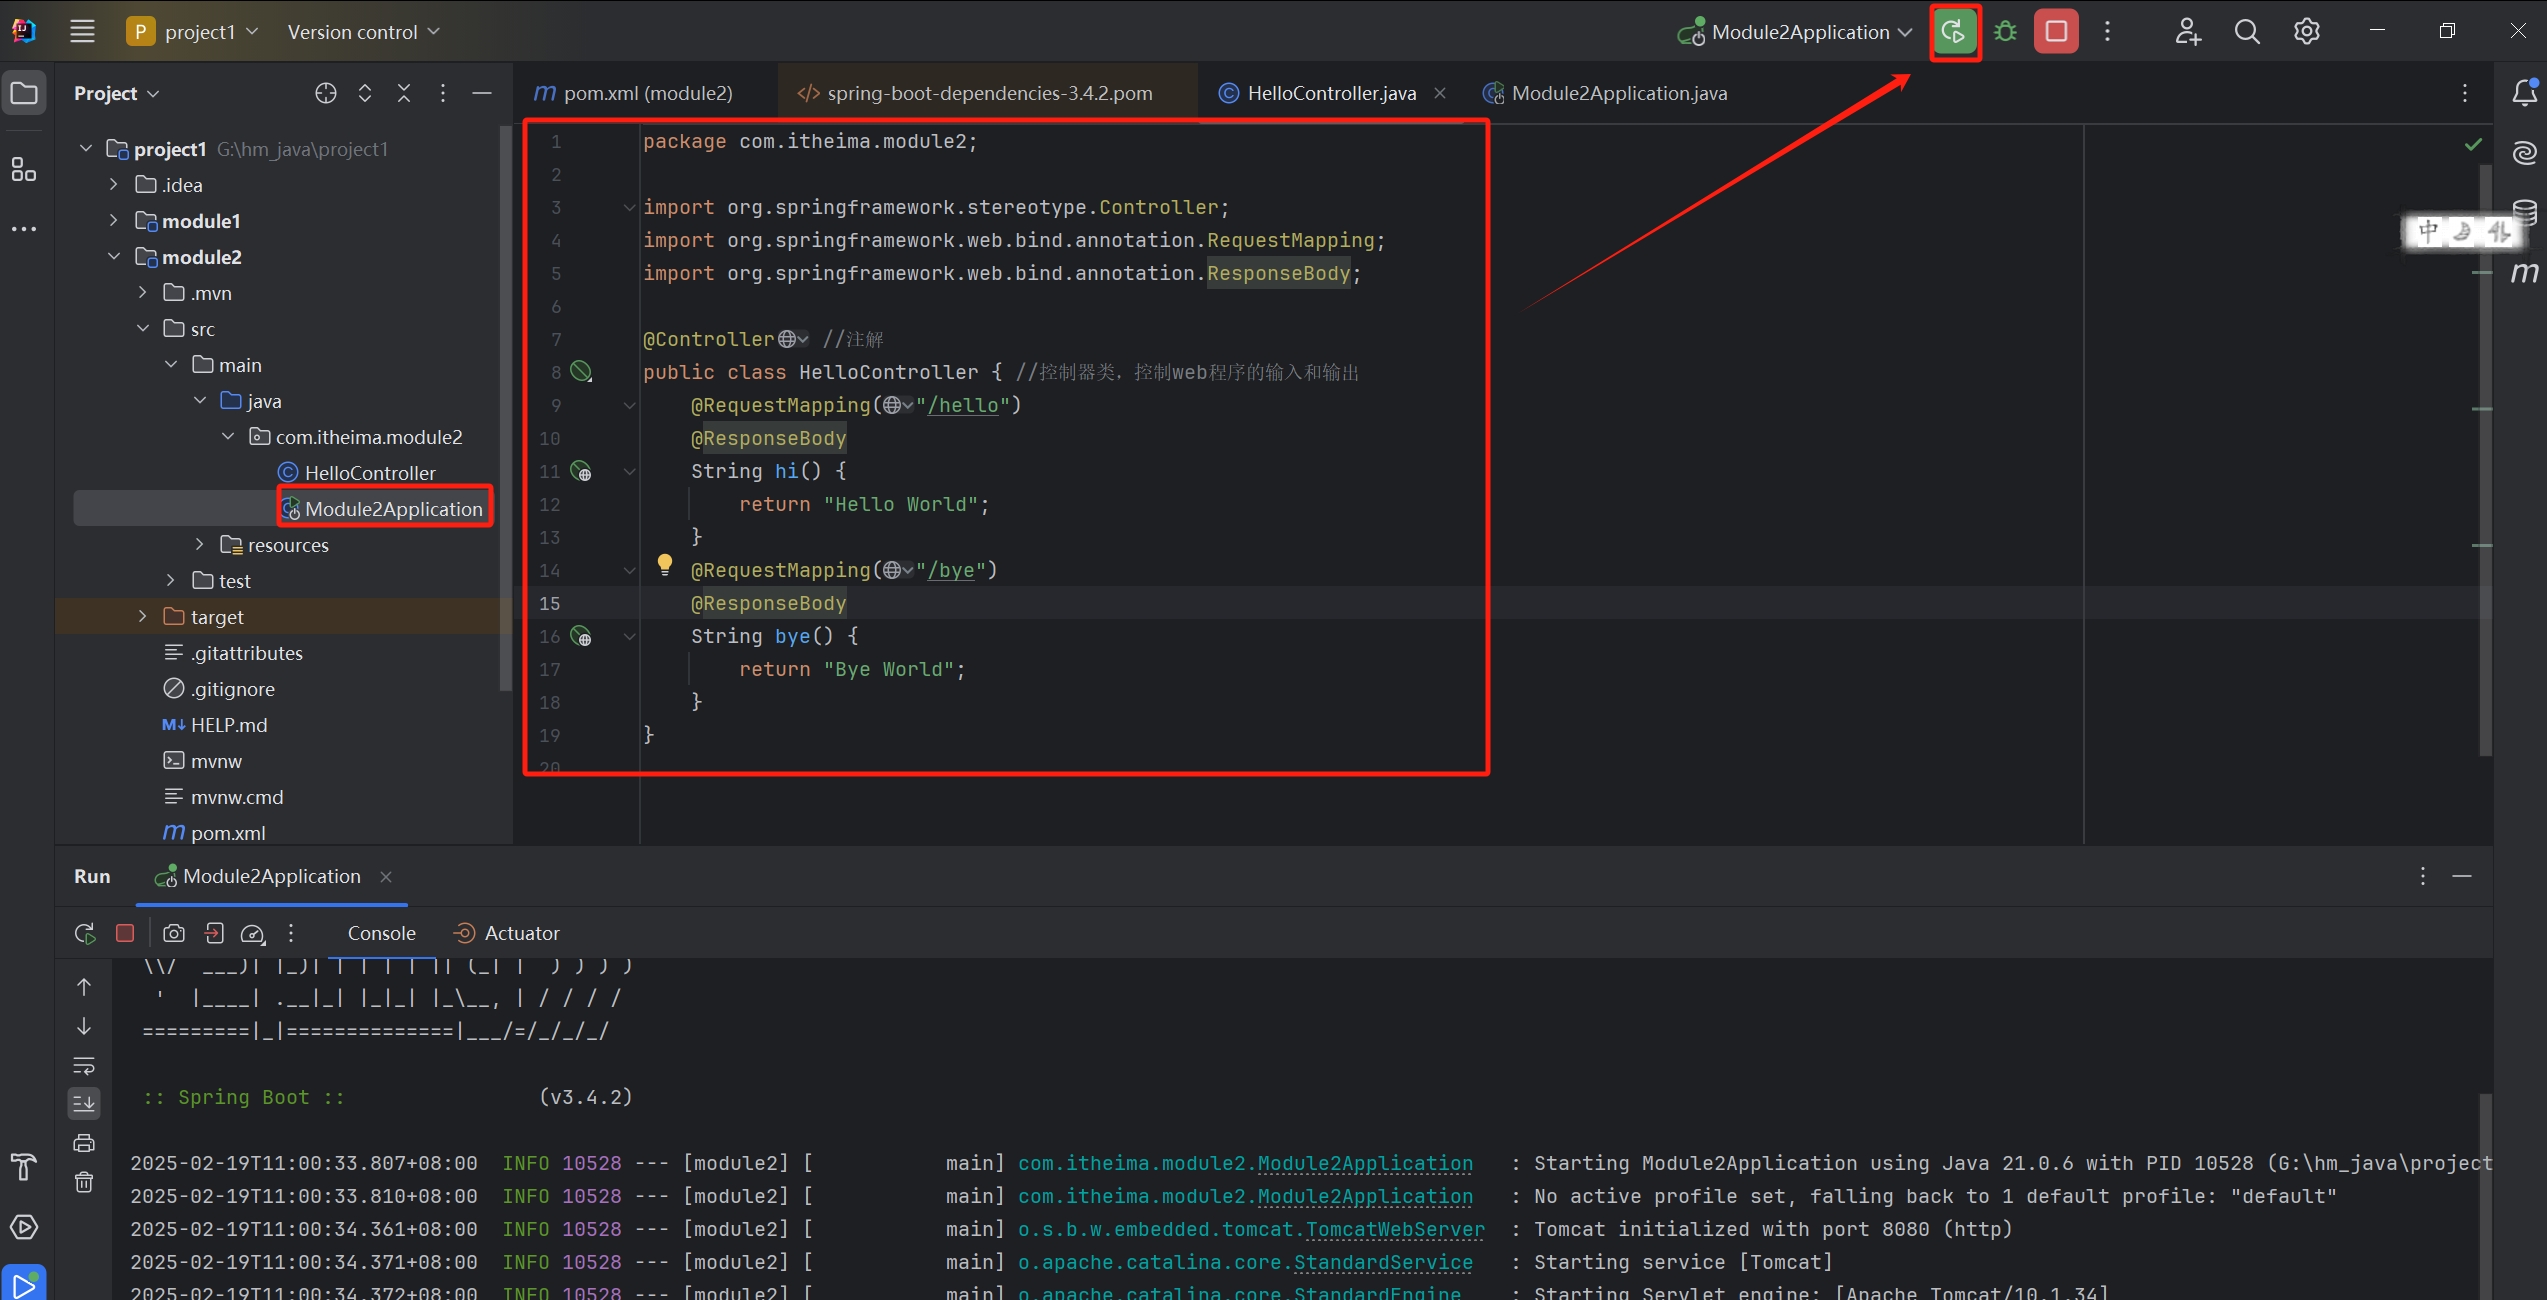 P project1 Version control Module2Application
Project
pom.xml (module2) spring-boot-dependencies-3.4.2.pom HelloController.java Module2Application.java
project1 G:\hm_java\project1
.idea
module1
module2
.mvn
src
main
java
com.itheima.module2
HelloController
Module2Application
resources
test
target
.gitattributes
.gitignore
HELP.md
mvnw
mvnw.cmd
pom.xml
1 package com.itheima.module2;
2
3 import org.springframework.stereotype.Controller;
4 import org.springframework.web.bind.annotation.RequestMapping;
5 import org.springframework.web.bind.annotation.ResponseBody;
6
7 @Controller //注解
8 public class HelloController { //控制器类，控制web程序的输入和输出
9 @RequestMapping("/hello")
10 @ResponseBody
11 String hi() {
12 return "Hello World";
13 }
14 @RequestMapping("/bye")
15 @ResponseBody
16 String bye() {
17 return "Bye World";
18 }
19 }
20
中
Run Module2Application
Console Actuator
\\/  ___)| |_)| | | | | || (_| |  ) ) ) )
'  |____| .__|_| |_|_| |_\__, | / / / /
=========|_|==============|___/=/_/_/_/
:: Spring Boot :: (v3.4.2)
2025-02-19T11:00:33.807+08:00 INFO 10528 --- [module2] [ main] com.itheima.module2.Module2Application : Starting Module2Application using Java 21.0.6 with PID 10528 (G:\hm_java\project
2025-02-19T11:00:33.810+08:00 INFO 10528 --- [module2] [ main] com.itheima.module2.Module2Application : No active profile set, falling back to 1 default profile: "default"
2025-02-19T11:00:34.361+08:00 INFO 10528 --- [module2] [ main] o.s.b.w.embedded.tomcat.TomcatWebServer : Tomcat initialized with port 8080 (http)
2025-02-19T11:00:34.371+08:00 INFO 10528 --- [module2] [ main] o.apache.catalina.core.StandardService : Starting service [Tomcat]
2025-02-19T11:00:34.372+08:00 INFO 10528 --- [module2] [ main] o.apache.catalina.core.StandardEngine : Starting Servlet engine: [Apache Tomcat/10.1.34]